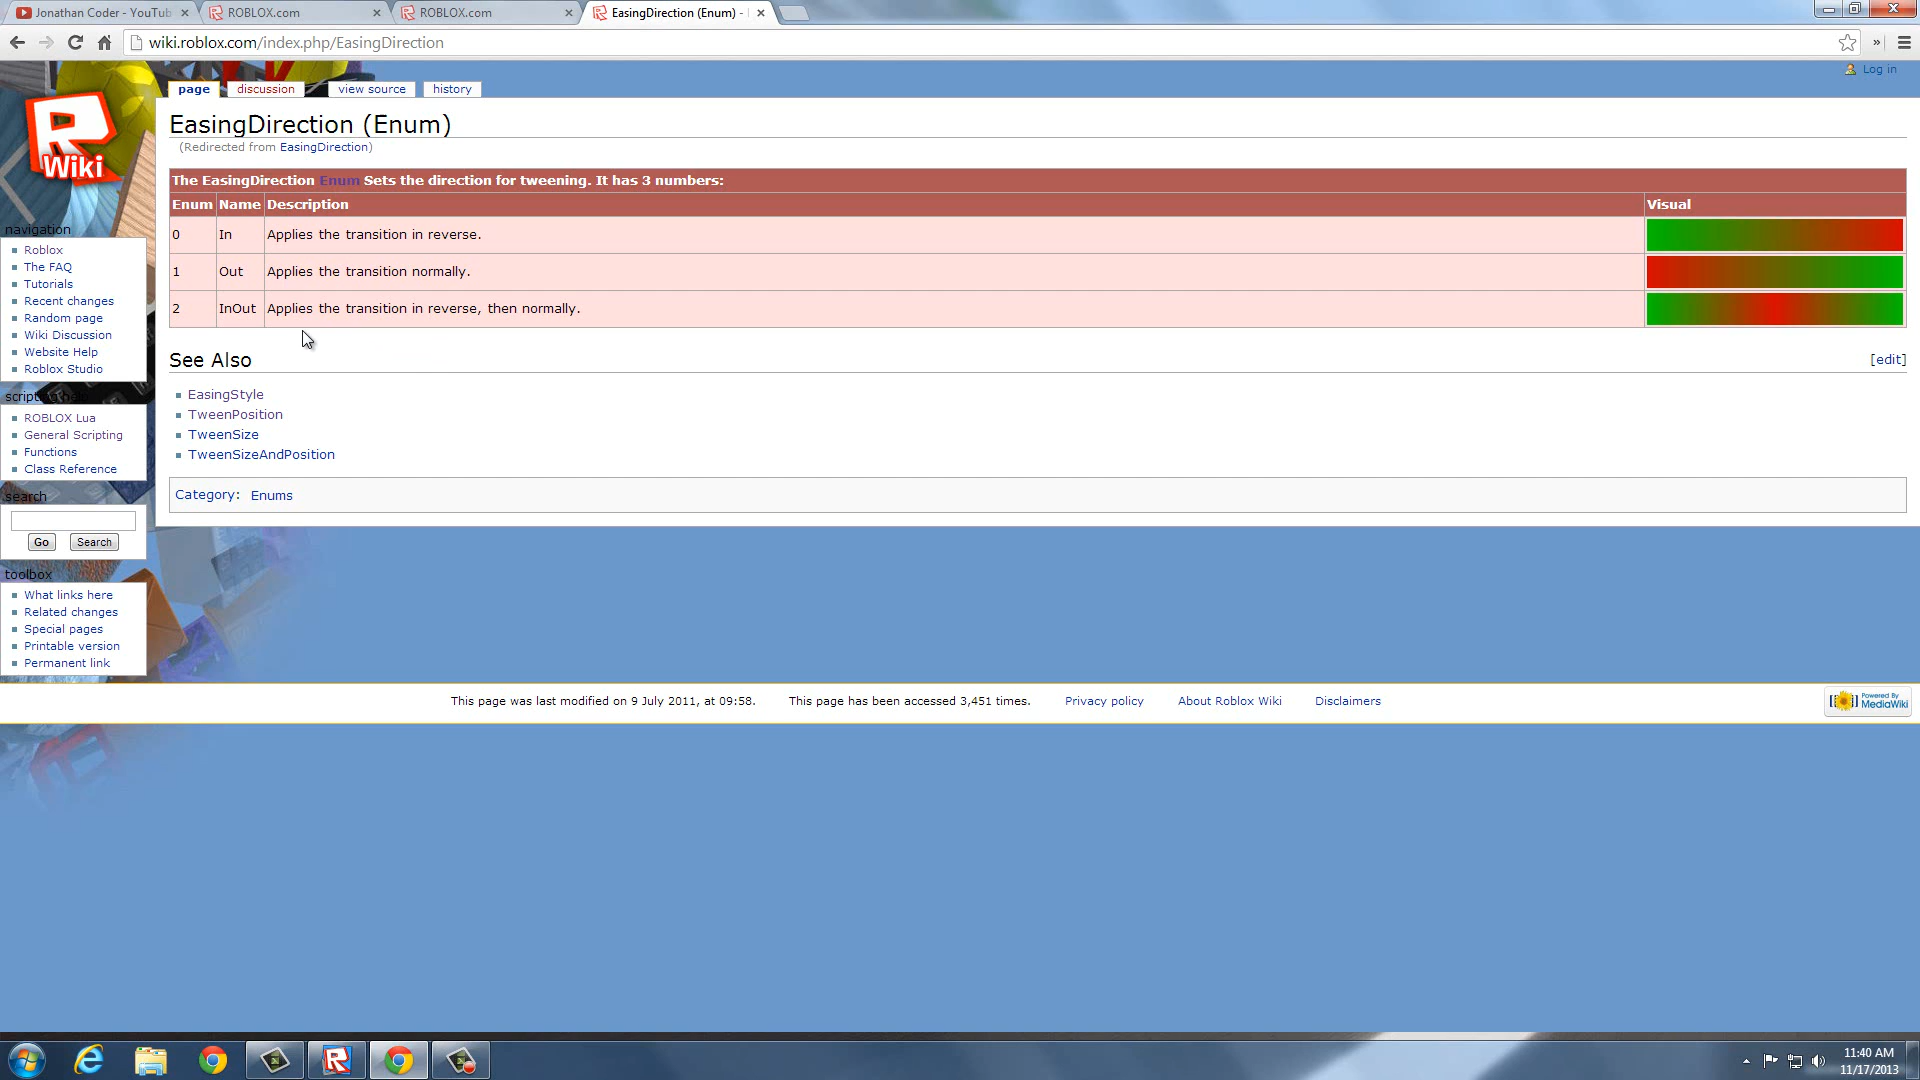 Jonathan Coder - YouTub
ROBLOX.com
ROBLOX.com
EasingDirection (Enum) -
wiki.roblox.com/index.php/EasingDirection
Log in
page
discussion
view source
history
Wiki
EasingDirection (Enum)
(Redirected from EasingDirection)
The EasingDirection Enum Sets the direction for tweening. It has 3 numbers:
Enum Name Description Visual
0 In Applies the transition in reverse.
1 Out Applies the transition normally.
2 InOut Applies the transition in reverse, then normally.
See Also
[edit]
EasingStyle
TweenPosition
TweenSize
TweenSizeAndPosition
Category: Enums
navigation
Roblox
The FAQ
Tutorials
Recent changes
Random page
Wiki Discussion
Website Help
Roblox Studio
ROBLOX Lua
General Scripting
Functions
Class Reference
search
Go Search
toolbox
What links here
Related changes
Special pages
Printable version
Permanent link
This page was last modified on 9 July 2011, at 09:58. This page has been accessed 3,451 times. Privacy policy About Roblox Wiki Disclaimers
Powered By
MediaWiki
11:40 AM
11/17/2013